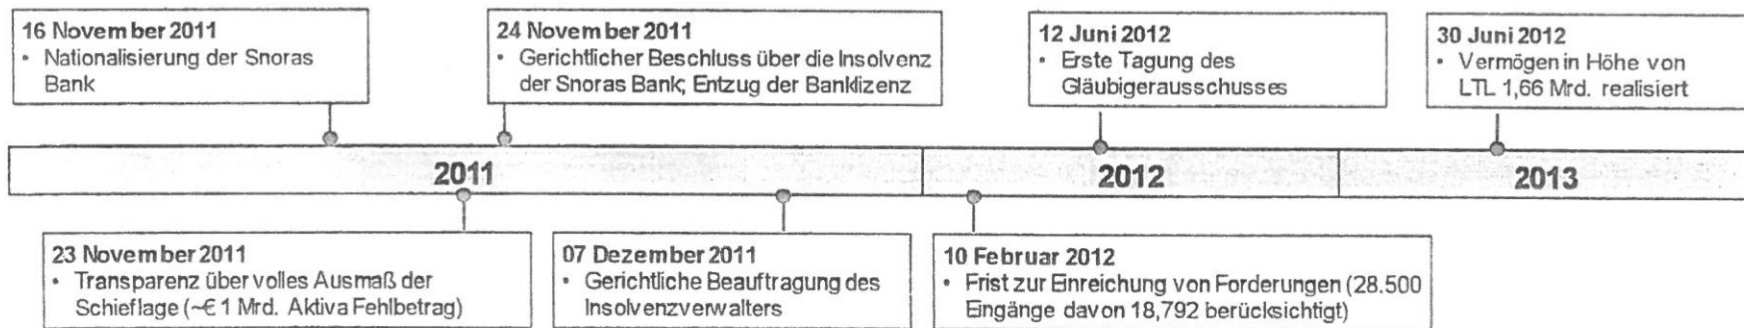 16 November 2011
• Nationalisierung der Snoras
Bank
24 November 2011
• Gerichtlicher Beschluss über die Insolvenz
der Snoras Bank; Entzug der Banklizenz
12 Juni 2012
• Erste Tagung des
Gläubigerausschusses
30 Juni 2012
• Vermögen in Höhe von
LTL 1,66 Mrd. realisiert
2011
2012
2013
23 November 2011
• Transparenz über volles Ausmaß der
Schieflage (~€ 1 Mrd. Aktiva Fehlbetrag)
07 Dezember 2011
• Gerichtliche Beauftragung des
Insolvenzverwalters
10 Februar 2012
• Frist zur Einreichung von Forderungen (28.500
Eingänge davon 18,792 berücksichtigt)